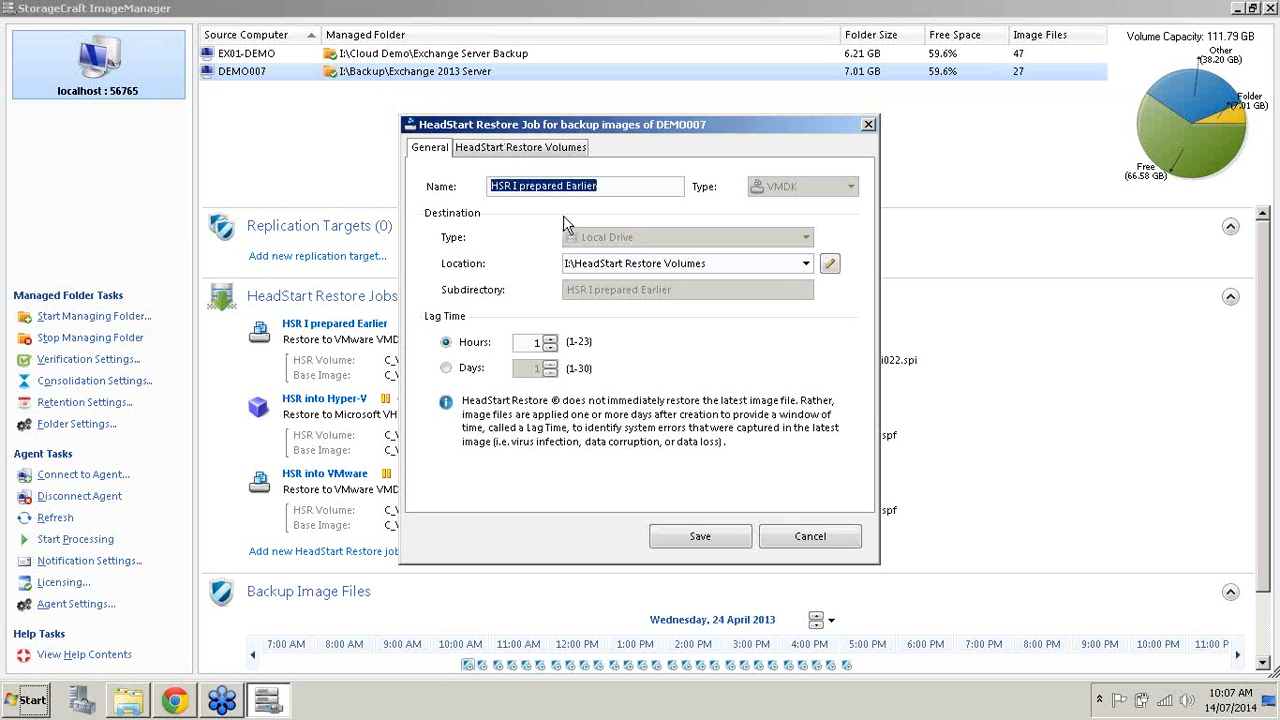 StorageCraft ImageManager
localhost : 56765
Source Computer Managed Folder Folder Size Free Space Image Files
EX01-DEMO I:\Cloud Demo\Exchange Server Backup 6.21 GB 59.6% 47
DEMO007 I:\Backup\Exchange 2013 Server 7.01 GB 59.6% 27
Volume Capacity: 111.79 GB
Other
(38.20 GB)
Folder
(7.01 GB)
Free
(66.58 GB)
HeadStart Restore Job for backup images of DEMO007
General HeadStart Restore Volumes
Name: HSR I prepared Earlier Type: VMDK
Destination
Type: Local Drive
Location: I:\HeadStart Restore Volumes
Subdirectory: HSR I prepared Earlier
Lag Time
Hours: 1 (1-23)
Days: 1 (1-30)
HeadStart Restore ® does not immediately restore the latest image file. Rather,
image files are applied one or more days after creation to provide a window of
time, called a Lag Time, to identify system errors that were captured in the latest
image (i.e. virus infection, data corruption, or data loss).
Save Cancel
Replication Targets (0)
Add new replication target...
HeadStart Restore Jobs
HSR I prepared Earlier
Restore to VMware VMD
HSR Volume: C_V
Base Image: C_V
i022.spi
HSR into Hyper-V
Restore to Microsoft VH
HSR Volume: C_V
Base Image: C_V
spf
HSR into VMware
Restore to VMware VMD
HSR Volume: C_V
Base Image: C_V
spf
Add new HeadStart Restore job
Backup Image Files
Wednesday, 24 April 2013
7:00 AM 8:00 AM 9:00 AM 10:00 AM 11:00 AM 12:00 PM 1:00 PM 2:00 PM 3:00 PM 4:00 PM 5:00 PM 6:00 PM 7:00 PM 8:00 PM 9:00 PM 10:00 PM 11:00 P
Managed Folder Tasks
Start Managing Folder...
Stop Managing Folder
Verification Settings...
Consolidation Settings...
Retention Settings...
Folder Settings...
Agent Tasks
Connect to Agent...
Disconnect Agent
Refresh
Start Processing
Notification Settings...
Licensing...
Agent Settings...
Help Tasks
View Help Contents
Start
10:07 AM
14/07/2014